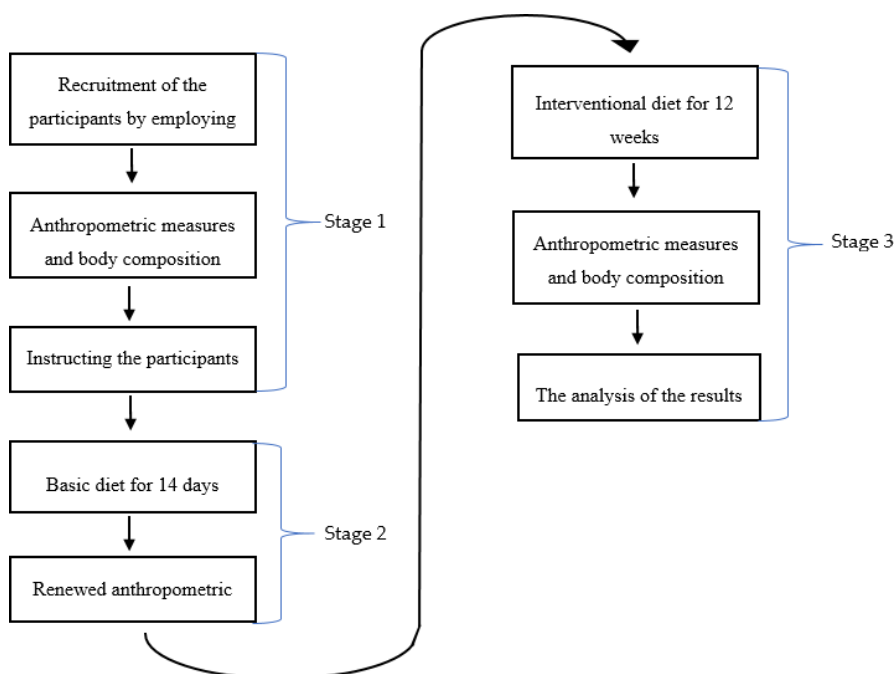 Recruitment of the
participants by employing
Anthropometric measures
and body composition
Instructing the participants
Stage 1
Basic diet for 14 days
Renewed anthropometric
Stage 2
Interventional diet for 12
weeks
Anthropometric measures
and body composition
The analysis of the results
Stage 3